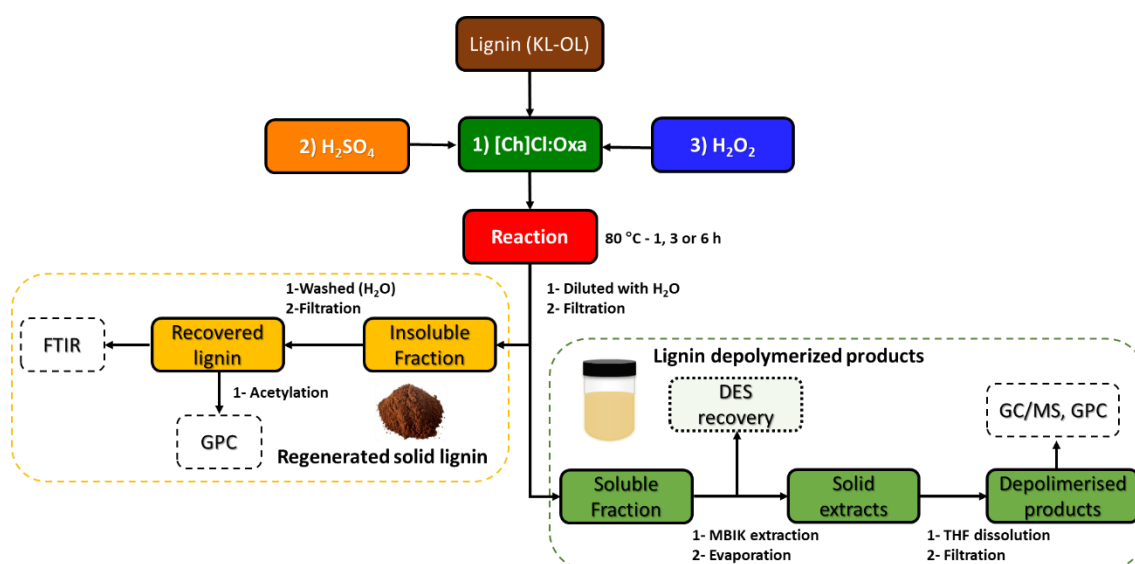 Lignin (KL-OL)
2) H₂SO₄
1) [Ch]Cl:Oxa
3) H₂O₂
Reaction
80 °C - 1, 3 or 6 h
1-Washed (H₂O)
2-Filtration
1- Diluted with H₂O
2- Filtration
FTIR
Recovered
lignin
Insoluble
Fraction
1- Acetylation
GPC
Regenerated solid lignin
Lignin depolymerized products
DES
recovery
GC/MS, GPC
Soluble
Fraction
Solid
extracts
Depolimerised
products
1- MBIK extraction
2- Evaporation
1- THF dissolution
2- Filtration